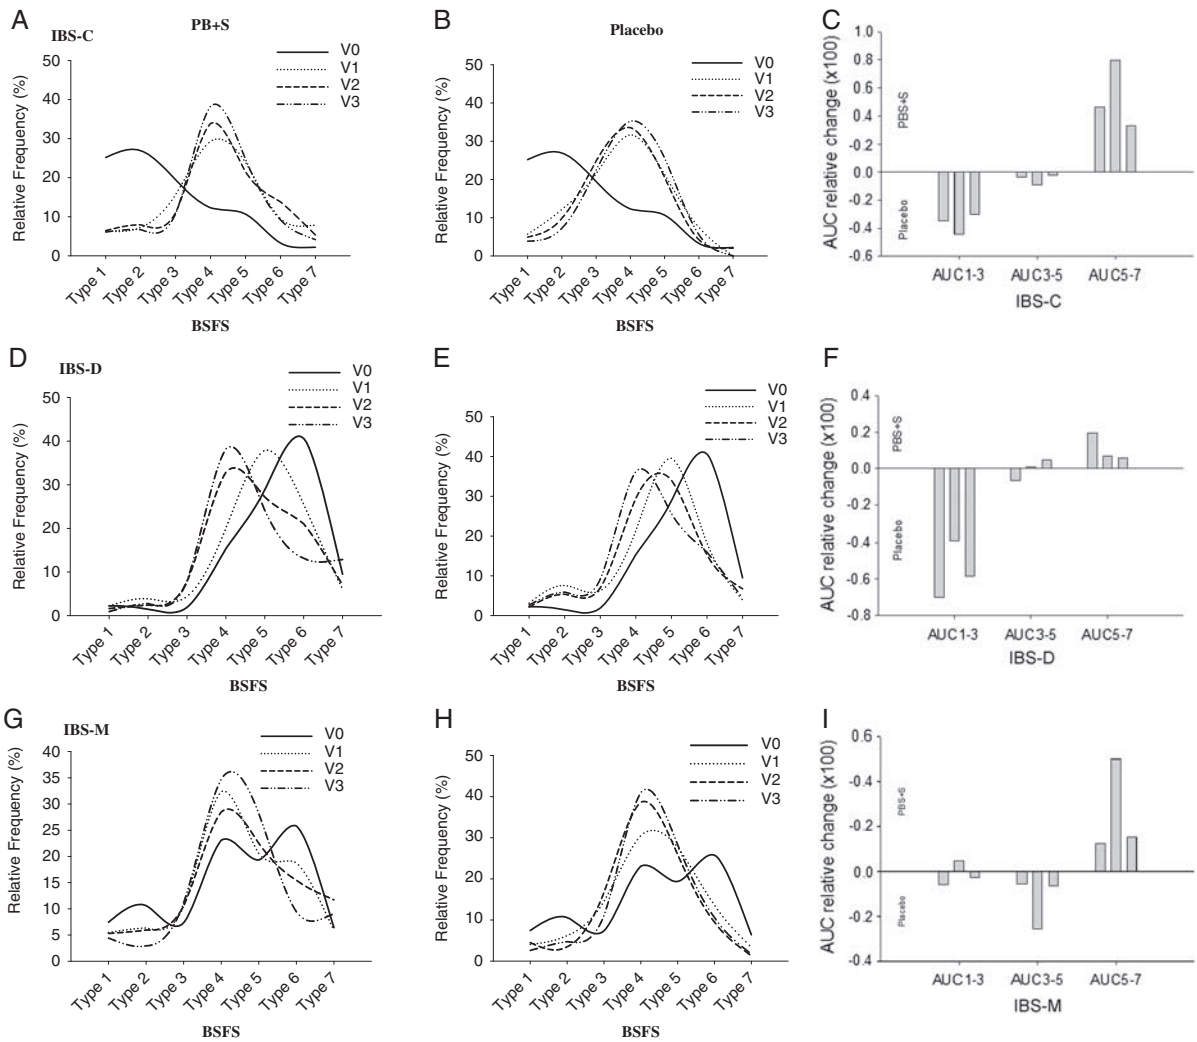 A
IBS-C
PB+S
V0
V1
V2
V3
Relative Frequency (%)
50
40
30
20
10
0
Type 1
Type 2
Type 3
Type 4
Type 5
Type 6
Type 7
BSFS
B
Placebo
V0
V1
V2
V3
Relative Frequency (%)
50
40
30
20
10
0
Type 1
Type 2
Type 3
Type 4
Type 5
Type 6
Type 7
BSFS
C
AUC relative change (x100)
PBS+S
Placebo
1.0
0.8
0.6
0.4
-0.2
0.0
-0.2
-0.4
-0.6
AUC1-3
AUC3-5
AUC5-7
IBS-C
D
IBS-D
V0
V1
V2
V3
Relative Frequency (%)
50
40
30
20
10
0
Type 1
Type 2
Type 3
Type 4
Type 5
Type 6
Type 7
BSFS
E
V0
V1
V2
V3
Relative Frequency (%)
50
40
30
20
10
0
Type 1
Type 2
Type 3
Type 4
Type 5
Type 6
Type 7
BSFS
F
AUC relative change (x100)
PBS+S
Placebo
0.4
0.2
0.0
-0.2
-0.4
-0.6
-0.8
AUC1-3
AUC3-5
AUC5-7
IBS-D
G
IBS-M
V0
V1
V2
V3
Relative Frequency (%)
40
35
30
25
20
15
10
5
0
Type 1
Type 2
Type 3
Type 4
Type 5
Type 6
Type 7
BSFS
H
V0
V1
V2
V3
Relative Frequency (%)
50
40
30
20
10
0
Type 1
Type 2
Type 3
Type 4
Type 5
Type 6
Type 7
BSFS
I
AUC relative change (x100)
PBS+S
Placebo
0.6
-0.4
-0.2
0.0
-0.2
-0.4
AUC1-3
AUC3-5
AUC5-7
IBS-M